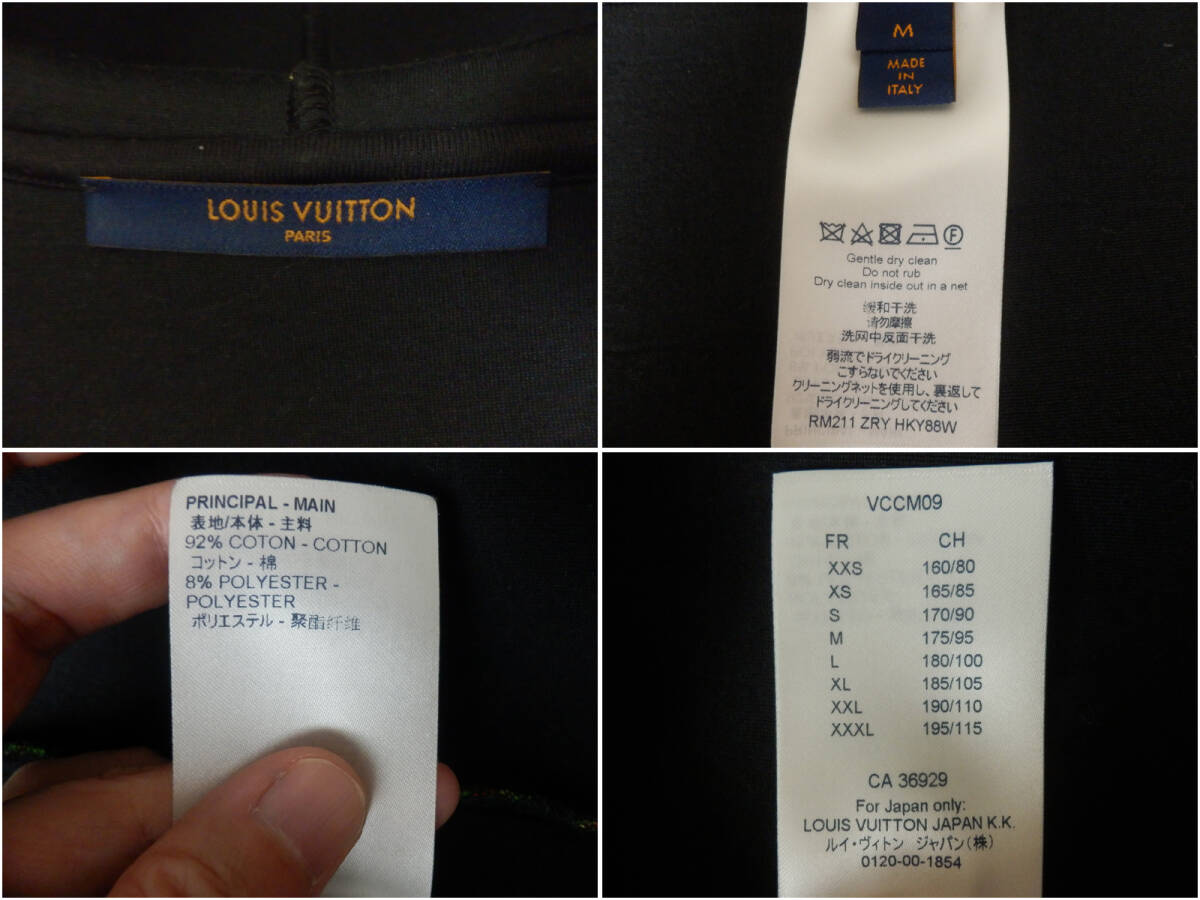 LOUIS VUITTON
PARIS
M
MADE
IN
ITALY
Gentle dry clean
Do not rub
Dry clean inside out in a net
缓和干洗
请勿摩擦
洗网中反面干洗
弱流でドライクリーニング
こすらないでください
クリーニングネットを使用し、裏返して
ドライクリーニングしてください
RM211 ZRY HKY88W
PRINCIPAL - MAIN
表地/本体 - 主料
92% COTON - COTTON
コットン - 棉
8% POLYESTER -
POLYESTER
ポリエステル - 聚酯纤维
VCCM09
FR CH
XXS 160/80
XS 165/85
S 170/90
M 175/95
L 180/100
XL 185/105
XXL 190/110
XXXL 195/115
CA 36929
For Japan only:
LOUIS VUITTON JAPAN K.K.
ルイ・ヴィトン ジャパン(株)
0120-00-1854